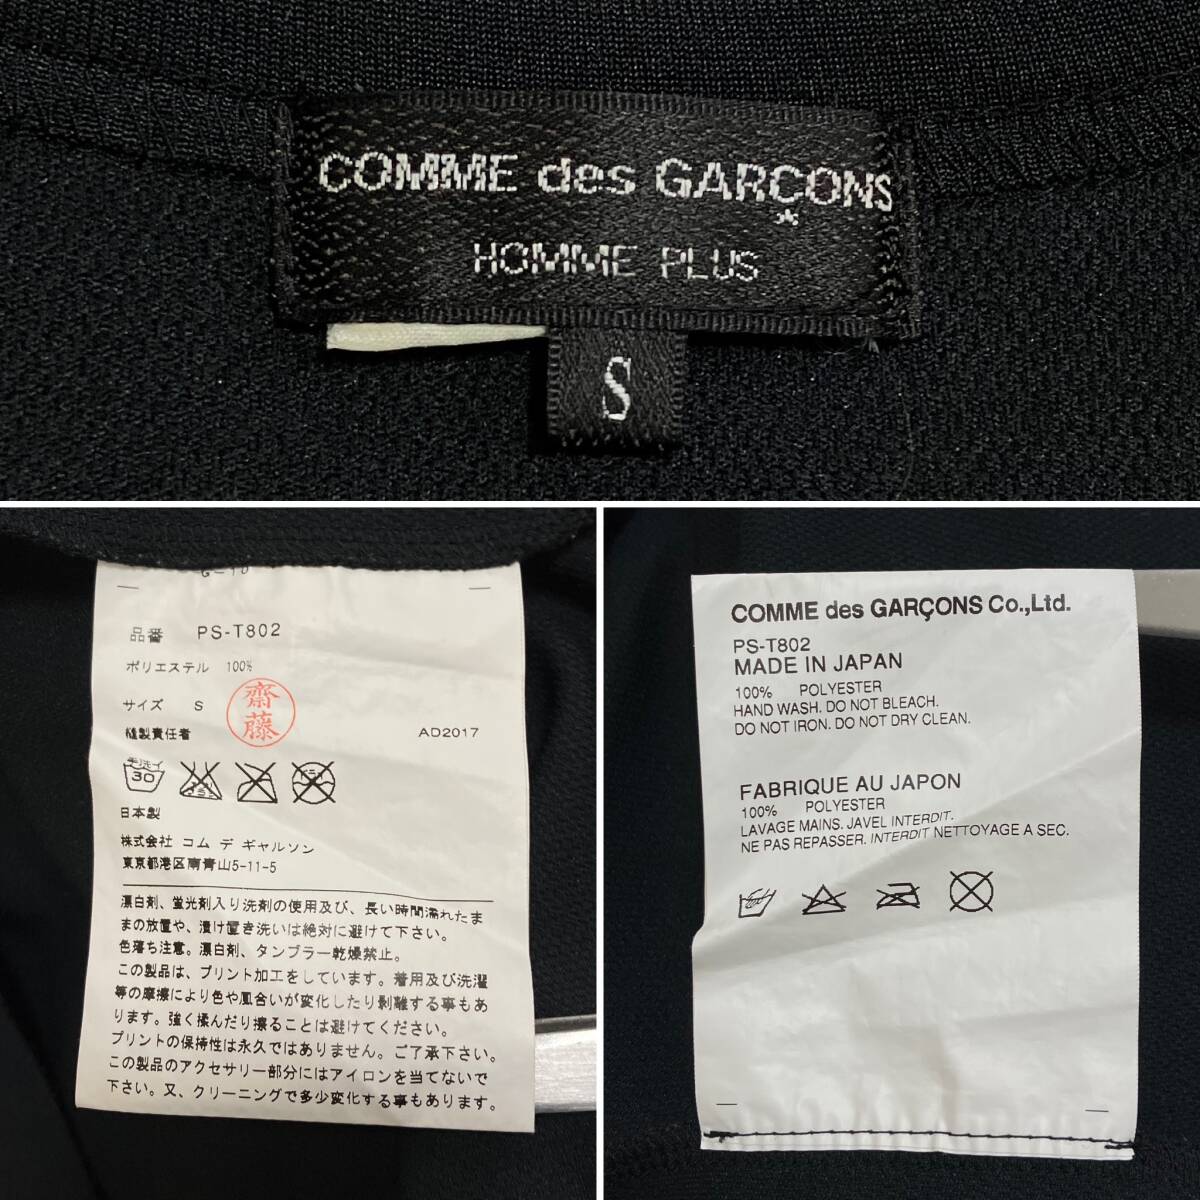 COMME des GARÇONS
HOMME PLUS
S
品番 PS-T802
ポリエステル 100%
サイズ S
齋藤
縫製責任者 AD2017
手洗イ
30
日本製
株式会社 コム デ ギャルソン
東京都港区南青山5-11-5
漂白剤、蛍光剤入り洗剤の使用及び、長い時間濡れたま
まの放置や、漬け置き洗いは絶対に避けて下さい。
色落ち注意。漂白剤、タンブラー乾燥禁止。
この製品は、プリント加工をしています。着用及び洗濯
等の摩擦により色や風合いが変化したり剥離する事もあ
ります。強く揉んだり擦ることは避けてください。
プリントの保持性は永久ではありません。ご了承下さい。
この製品のアクセサリー部分にはアイロンを当てないで
下さい。又、クリーニングで多少変化する事もあります。
COMME des GARÇONS Co.,Ltd.
PS-T802
MADE IN JAPAN
100% POLYESTER
HAND WASH. DO NOT BLEACH.
DO NOT IRON. DO NOT DRY CLEAN.
FABRIQUE AU JAPON
100% POLYESTER
LAVAGE MAINS. JAVEL INTERDIT.
NE PAS REPASSER. INTERDIT NETTOYAGE A SEC.